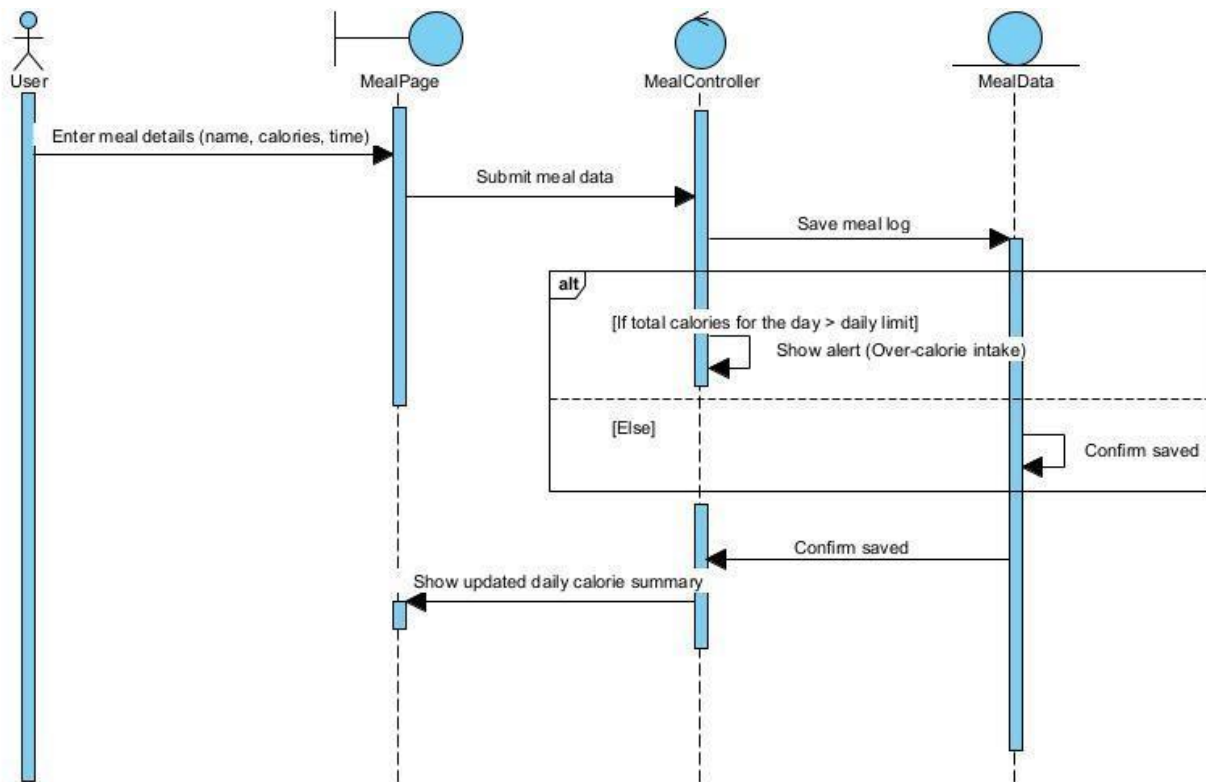 User
MealPage
MealController
MealData
Enter meal details (name, calories, time)
Submit meal data
Save meal log
alt
[If total calories for the day > daily limit]
Show alert (Over-calorie intake)
[Else]
Confirm saved
Confirm saved
Show updated daily calorie summary